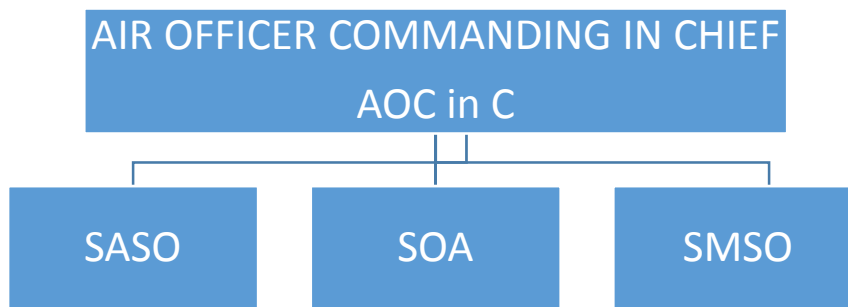 AIR OFFICER COMMANDING IN CHIEF
AOC in C
SASO
SOA
SMSO